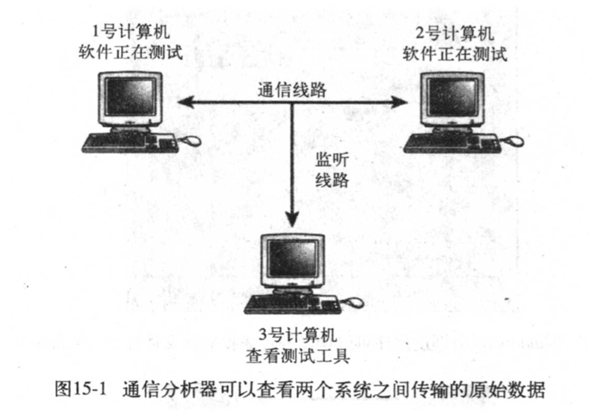 1号计算机
软件正在测试
2号计算机
软件正在测试
通信线路
监听
线路
3号计算机
查看测试工具
图15-1 通信分析器可以查看两个系统之间传输的原始数据